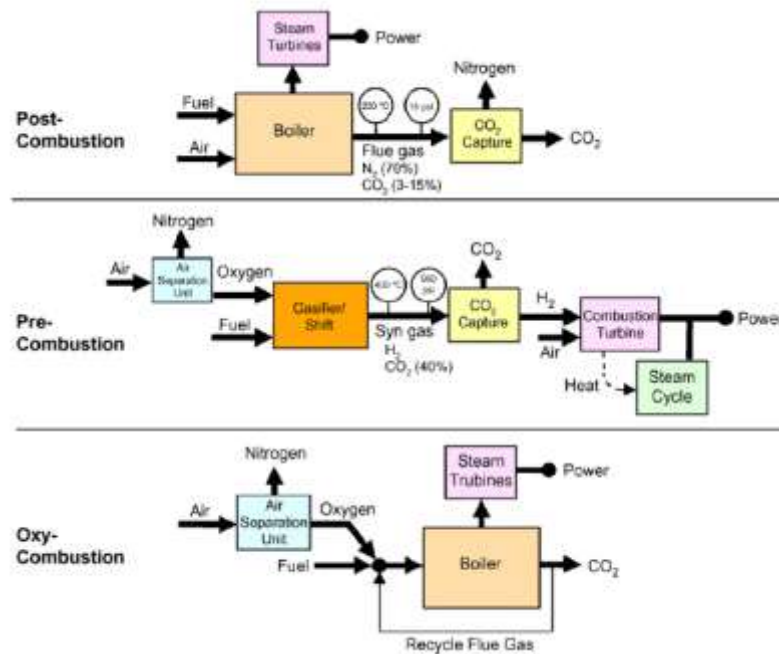 Steam
Turbines
Power
Post-
Combustion
Fuel
Air
Boiler
Flue gas
N₂ (70%)
CO₂ (3-15%)
Nitrogen
CO₂
Capture
CO₂
Pre-
Combustion
Nitrogen
Air
Air
Separation
Unit
Oxygen
Fuel
Gasifier/
Shift
Syn gas
H₂
CO₂ (40%)
CO₂
CO₂
Capture
H₂
Air
Combustion
Turbine
Power
Heat
Steam
Cycle
Oxy-
Combustion
Nitrogen
Air
Air
Separation
Unit
Oxygen
Fuel
Steam
Trubines
Power
Boiler
CO₂
Recycle Flue Gas